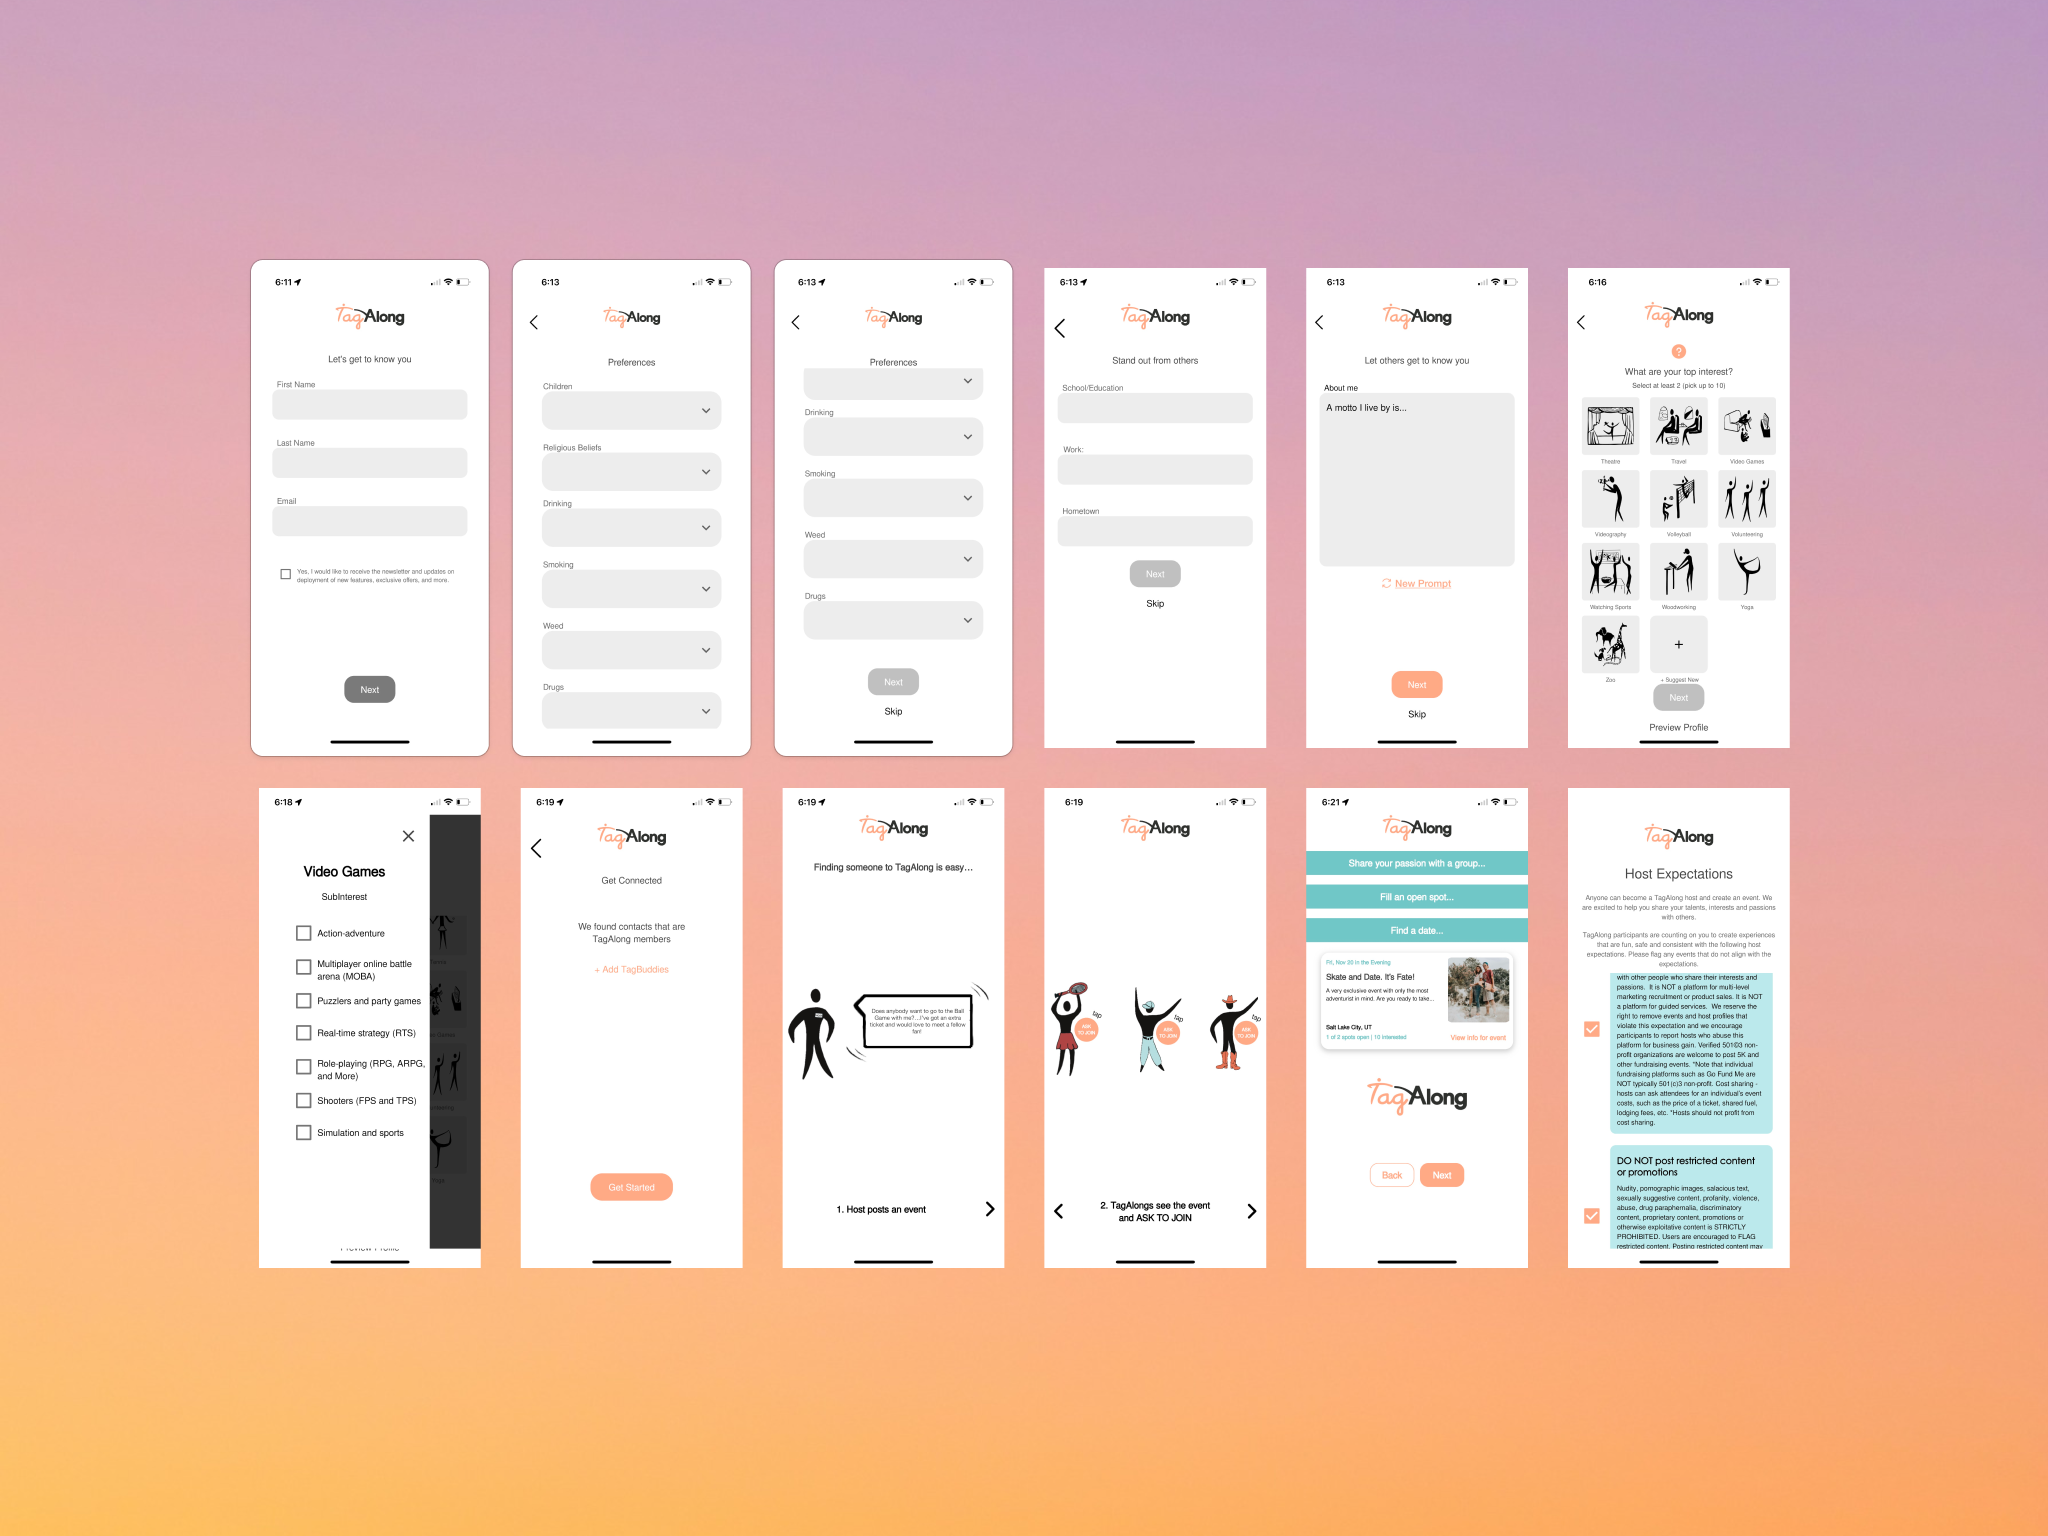 6:11
TagAlong
Let's get to know you
First Name
Last Name
Email
Yes, I would like to receive the newsletter and updates on
deployment of new features, exclusive offers, and more.
Next
6:13
TagAlong
Preferences
Children
Religious Beliefs
Drinking
Smoking
Weed
Drugs
6:13
TagAlong
Preferences
Drinking
Smoking
Weed
Drugs
Next
Skip
6:13
TagAlong
Stand out from others
School/Education
Work:
Hometown
Next
Skip
6:13
TagAlong
Let others get to know you
About me
A motto I live by is...
New Prompt
Next
Skip
6:16
TagAlong
?
What are your top interest?
Select at least 2 (pick up to 10)
Theatre
Travel
Video Games
Videography
Volleyball
Volunteering
Watching Sports
Woodworking
Yoga
Zoo
+
+ Suggest New
Next
Preview Profile
6:18
Video Games
SubInterest
Action-adventure
Multiplayer online battle
arena (MOBA)
Puzzlers and party games
Real-time strategy (RTS)
Role-playing (RPG, ARPG,
and More)
Shooters (FPS and TPS)
Simulation and sports
Preview Profile
6:19
TagAlong
Get Connected
We found contacts that are
TagAlong members
+ Add TagBuddies
Get Started
6:19
TagAlong
Finding someone to TagAlong is easy...
Does anybody want to go to the Ball
Game with me?...I've got an extra
ticket and would love to meet a fellow
fan!
1. Host posts an event
6:19
TagAlong
tap
ASK
TO JOIN
tap
ASK
TO JOIN
tap
ASK
TO JOIN
2. TagAlongs see the event
and ASK TO JOIN
6:21
TagAlong
Share your passion with a group...
Fill an open spot...
Find a date...
Fri, Nov 20 in the Evening
Skate and Date. It's Fate!
A very exclusive event with only the most
adventurist in mind. Are you ready to take...
Salt Lake City, UT
1 of 2 spots open | 10 interested
View info for event
TagAlong
Back
Next
TagAlong
Host Expectations
Anyone can become a TagAlong host and create an event. We
are excited to help you share your talents, interests and passions
with others.
TagAlong participants are counting on you to create experiences
that are fun, safe and consistent with the following host
expectations. Please flag any events that do not align with the
expectations.
with other people who share their interests and
passions. It is NOT a platform for multi-level
marketing recruitment or product sales. It is NOT
a platform for guided services. We reserve the
right to remove events and host profiles that
violate this expectation and we encourage
participants to report hosts who abuse this
platform for business gain. Verified 501©3 non-
profit organizations are welcome to post 5K and
other fundraising events. *Note that individual
fundraising platforms such as Go Fund Me are
NOT typically 501(c)3 non-profit. Cost sharing -
hosts can ask attendees for an individual's event
costs, such as the price of a ticket, shared fuel,
lodging fees, etc. *Hosts should not profit from
cost sharing.
DO NOT post restricted content
or promotions
Nudity, pornographic images, salacious text,
sexually suggestive content, profanity, violence,
abuse, drug paraphernalia, discriminatory
content, proprietary content, promotions or
otherwise exploitative content is STRICTLY
PROHIBITED. Users are encouraged to FLAG
restricted content. Posting restricted content may